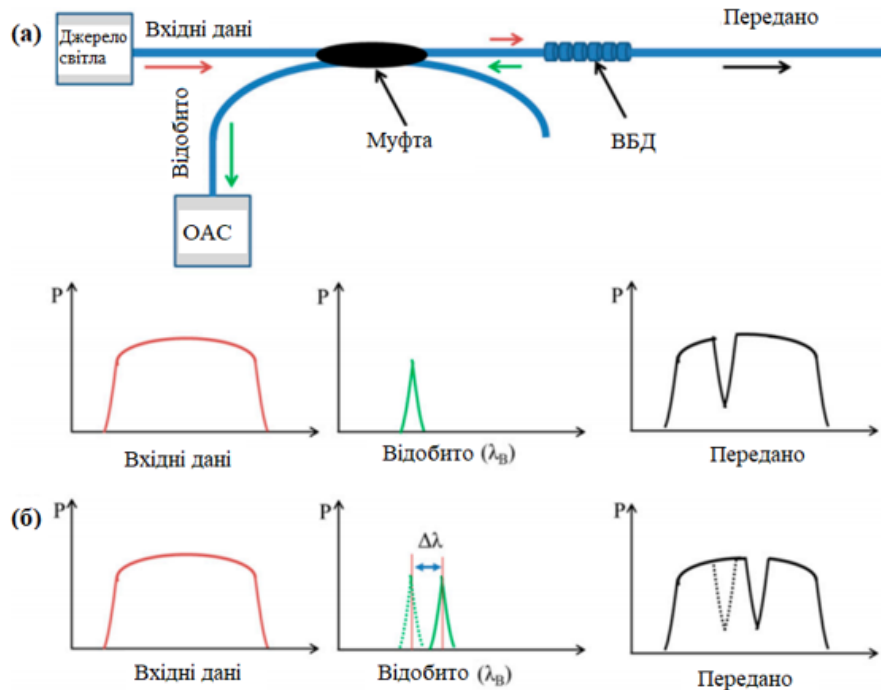 (а)
Джерело
світла
Вхідні дані
Передано
Відобито
Муфта
ВБД
ОАС
P
Вхідні дані
P
Відобито (λB)
P
Передано
(б)
P
Вхідні дані
P
Δλ
Відобито (λB)
P
Передано